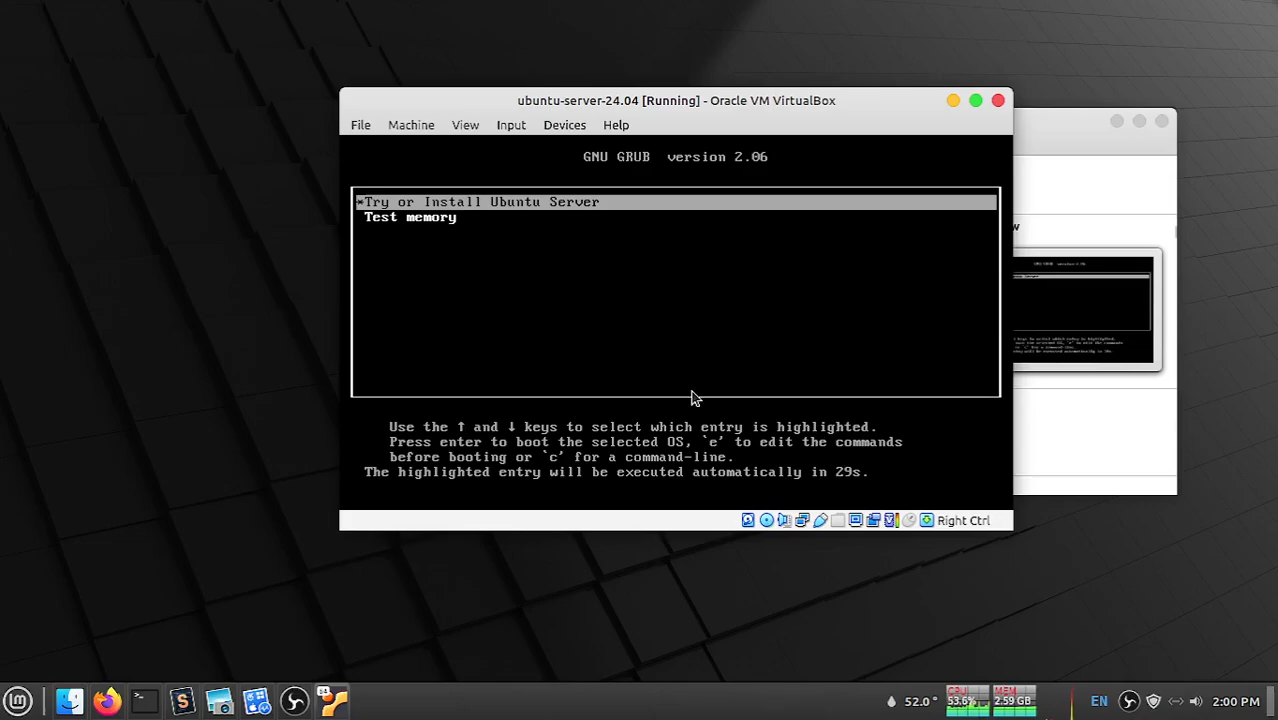 ubuntu-server-24.04 [Running] - Oracle VM VirtualBox
File Machine View Input Devices Help
GNU GRUB version 2.06
*Try or Install Ubuntu Server
Test memory
Use the ↑ and ↓ keys to select which entry is highlighted.
Press enter to boot the selected OS, `e' to edit the commands
before booting or `c' for a command-line.
The highlighted entry will be executed automatically in 29s.
Right Ctrl
w
52.0 °
CPU
53.6%
MEM
2.59 GB
EN
2:00 PM